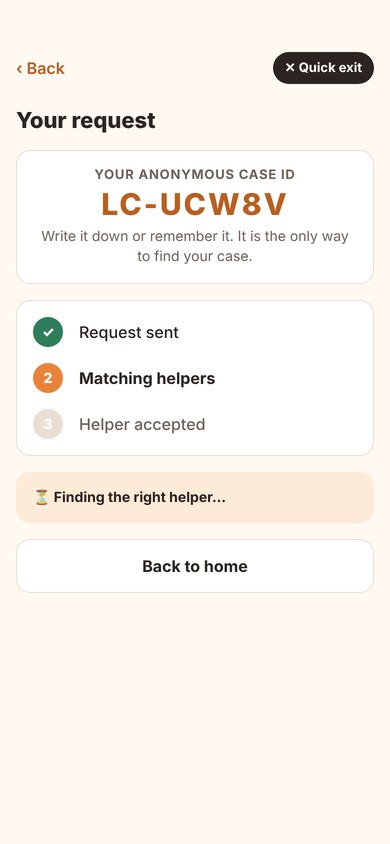 ‹ Back
✕ Quick exit
Your request
YOUR ANONYMOUS CASE ID
LC-UCW8V
Write it down or remember it. It is the only way
to find your case.
✓ Request sent
2 Matching helpers
3 Helper accepted
⏳ Finding the right helper...
Back to home